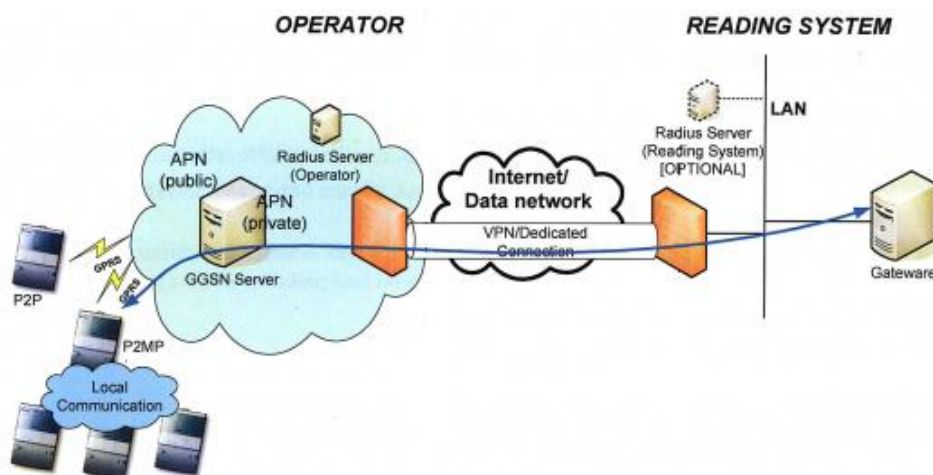 OPERATOR
READING SYSTEM
APN
(public)
Radius Server
(Operator)
APN
(private)
GGSN Server
Internet/
Data network
VPN/Dedicated
Connection
Radius Server
(Reading System)
[OPTIONAL]
LAN
Gateware
GPRS
P2P
GPRS
P2MP
Local
Communication